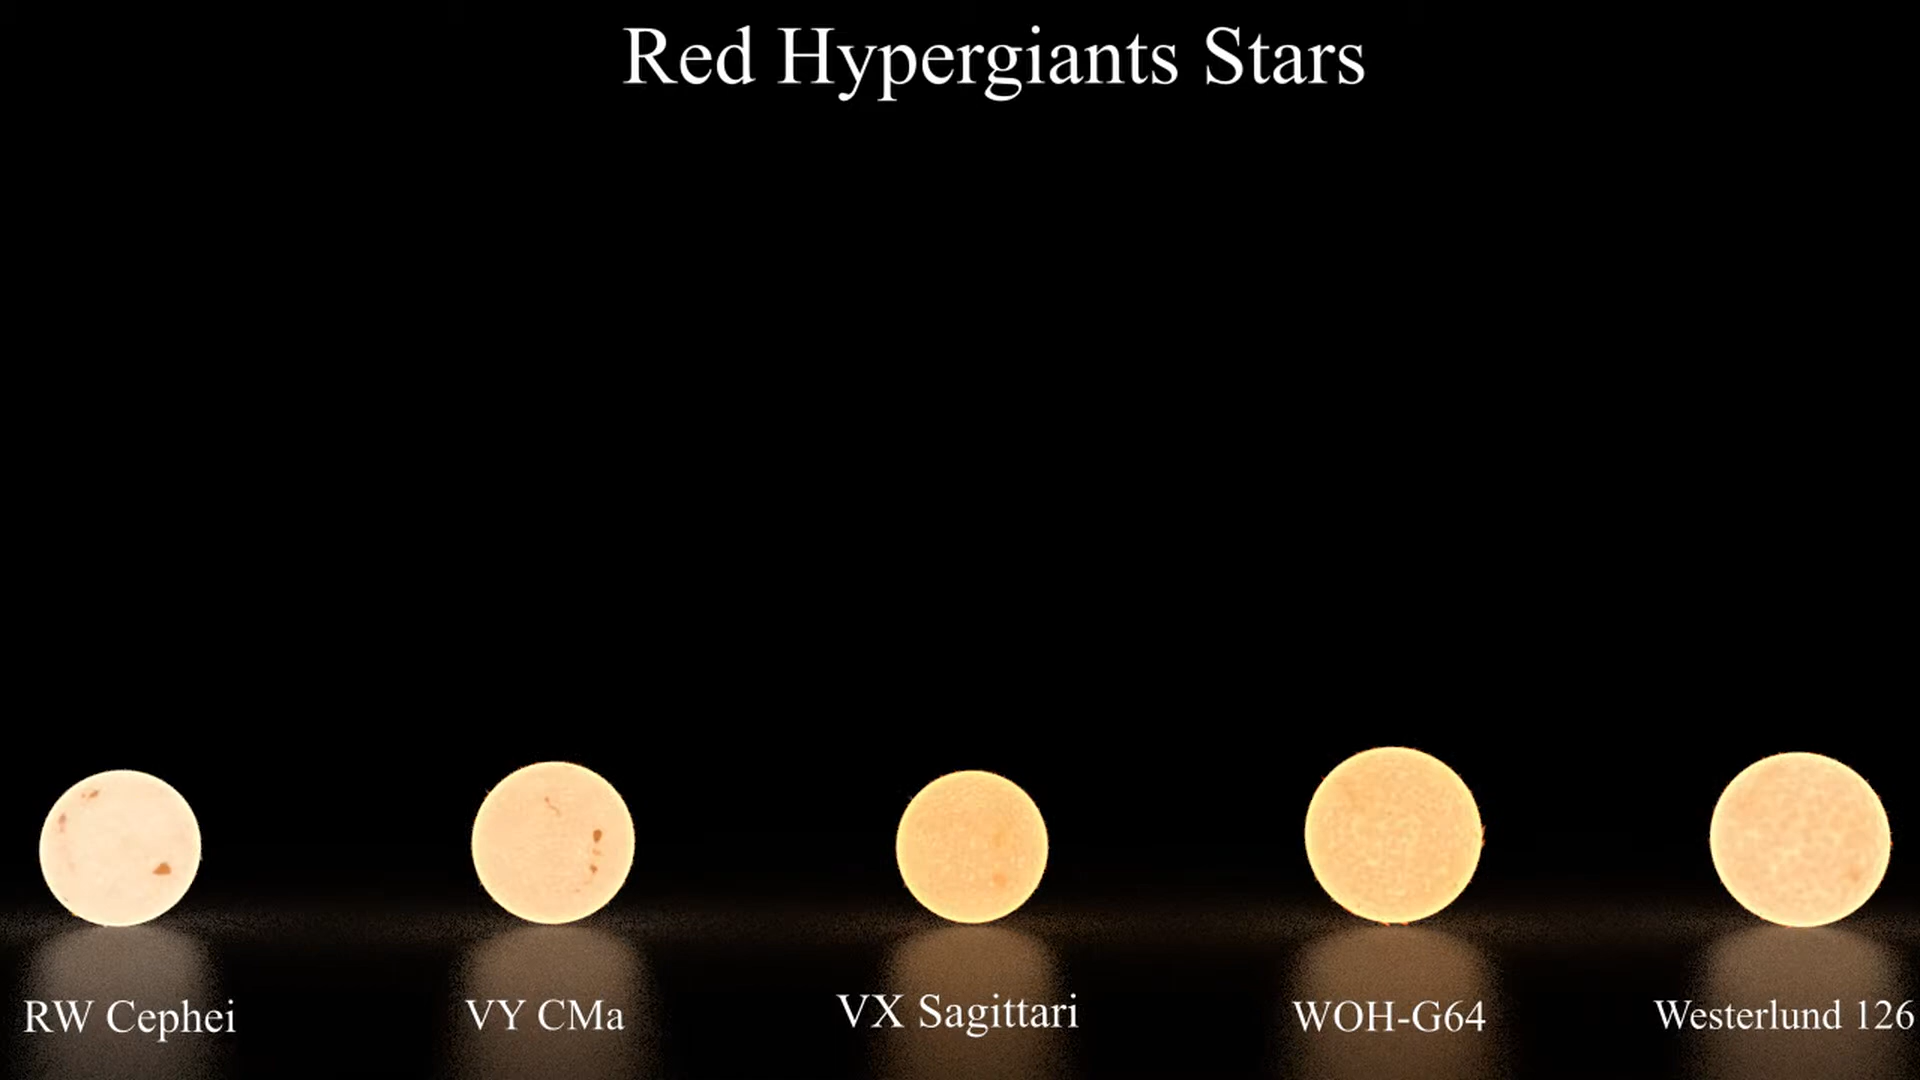 Red Hypergiants Stars
RW Cephei
VY CMa
VX Sagittari
WOH-G64
Westerlund 126